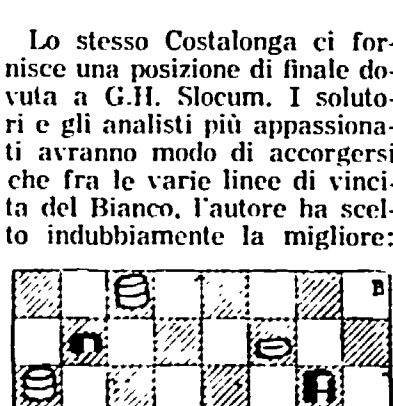 Lo stesso Costalonga ci for-
nisce una posizione di finale do-
vuta a G.H. Slocum. I soluto-
ri e gli analisti più appassiona-
ti avranno modo di accorgersi
che fra le varie linee di vinci-
ta del Bianco, l'autore ha scel-
to indubbiamente la migliore:
B